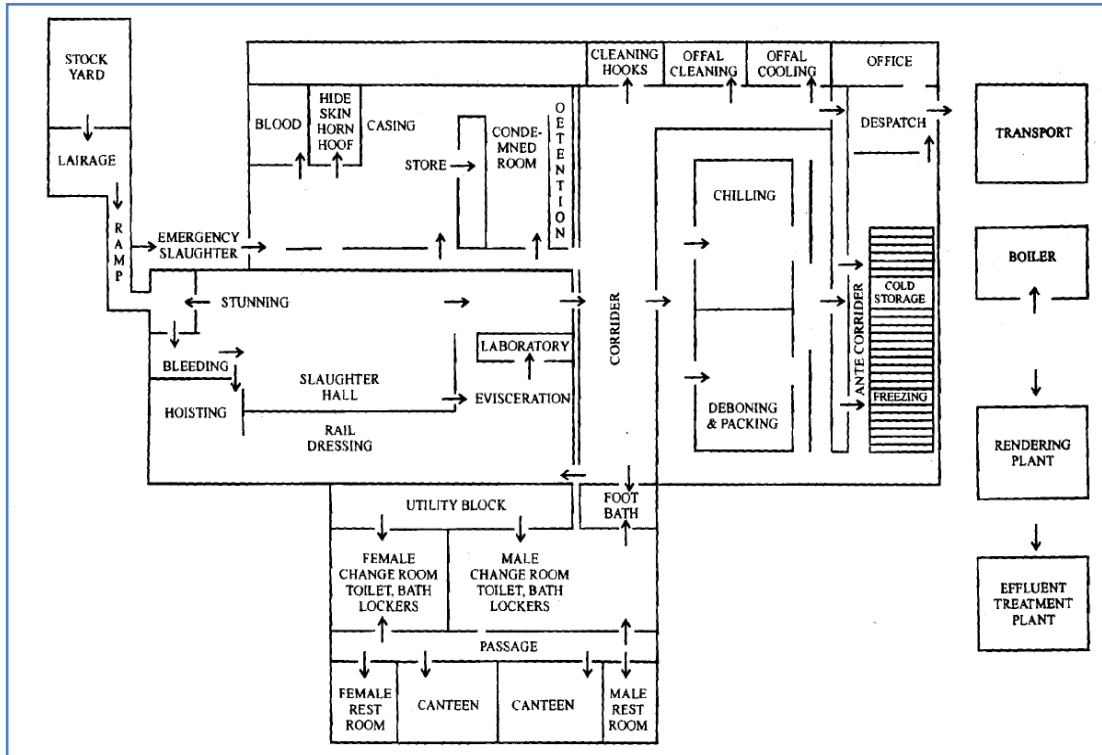 STOCK
YARD
LAIRAGE
RAMP
EMERGENCY
SLAUGHTER
BLOOD
HIDE
SKIN
HORN
HOOF
CASING
STORE
CONDE-
MNED
ROOM
OETENTION
CLEANING
HOOKS
OFFAL
CLEANING
OFFAL
COOLING
OFFICE
DESPATCH
TRANSPORT
STUNNING
BLEEDING
HOISTING
SLAUGHTER
HALL
RAIL
DRESSING
LABORATORY
EVISCERATION
CORRIDER
CHILLING
DEBONING
& PACKING
ANTE CORRIDER
COLD
STORAGE
FREEZING
BOILER
RENDERING
PLANT
EFFLUENT
TREATMENT
PLANT
UTILITY BLOCK
FOOT
BATH
FEMALE
CHANGE ROOM
TOILET, BATH
LOCKERS
MALE
CHANGE ROOM
TOILET, BATH
LOCKERS
PASSAGE
FEMALE
REST
ROOM
CANTEEN
CANTEEN
MALE
REST
ROOM